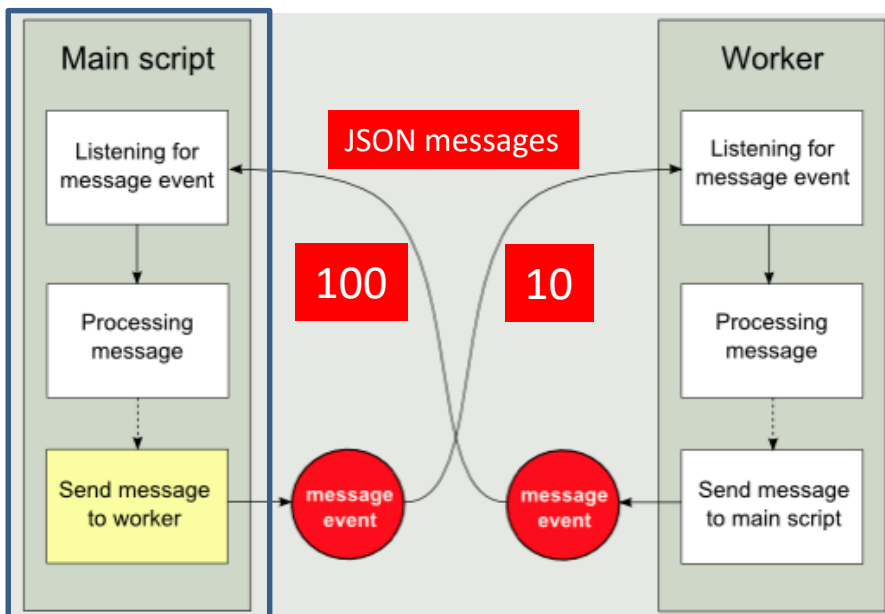 Main script
Listening for
message event
Processing
message
Send message
to worker
JSON messages
100
10
message
event
message
event
Worker
Listening for
message event
Processing
message
Send message
to main script